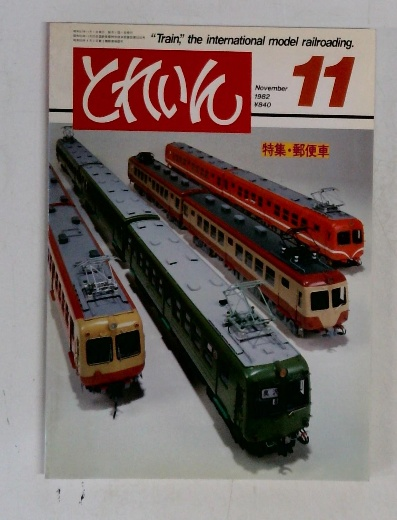 "Train," the international model railroading.
とれいん
November
1982
¥840
11
特集・郵便車